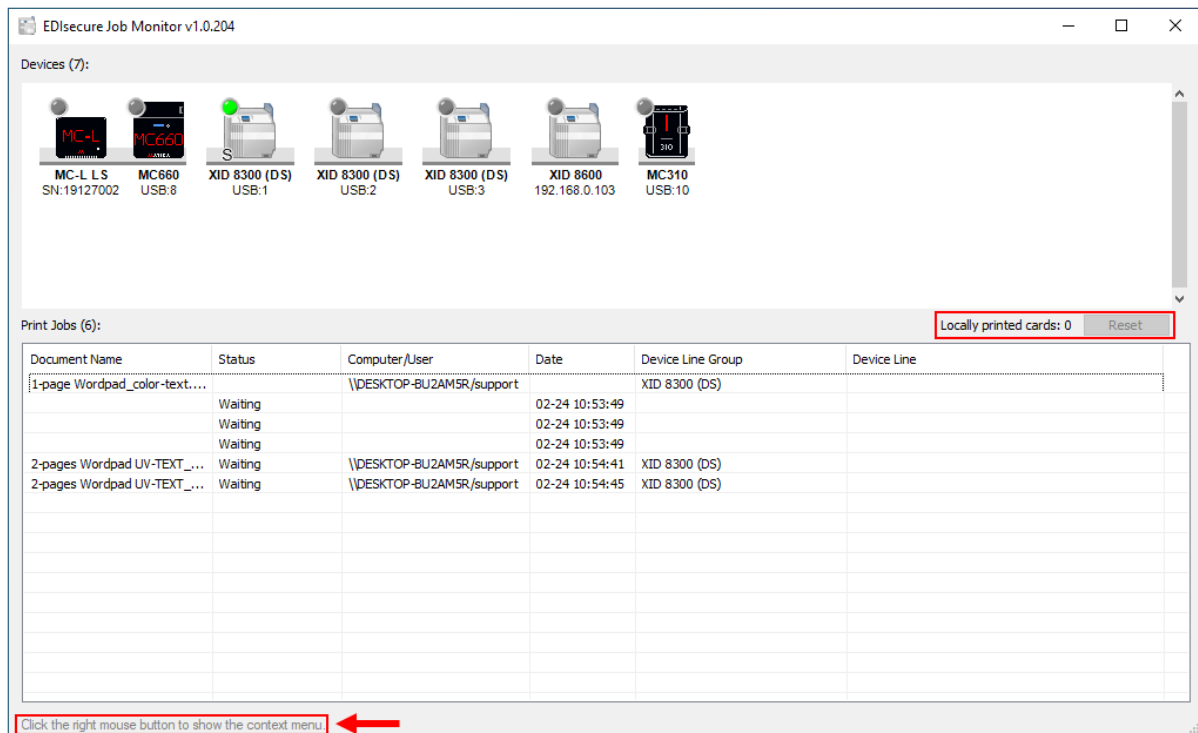 EDIsecure Job Monitor v1.0.204
Devices (7):
MC-L MC660 S 310
MC-L LS MC660 XID 8300 (DS) XID 8300 (DS) XID 8300 (DS) XID 8600 MC310
SN:19127002 USB:8 USB:1 USB:2 USB:3 192.168.0.103 USB:10
Print Jobs (6): Locally printed cards: 0 Reset
Document Name Status Computer/User Date Device Line Group Device Line
1-page Wordpad_color-text.... \\DESKTOP-BU2AM5R/support XID 8300 (DS)
Waiting 02-24 10:53:49
Waiting 02-24 10:53:49
Waiting 02-24 10:53:49
2-pages Wordpad UV-TEXT_... Waiting \\DESKTOP-BU2AM5R/support 02-24 10:54:41 XID 8300 (DS)
2-pages Wordpad UV-TEXT_... Waiting \\DESKTOP-BU2AM5R/support 02-24 10:54:45 XID 8300 (DS)
Click the right mouse button to show the context menu.